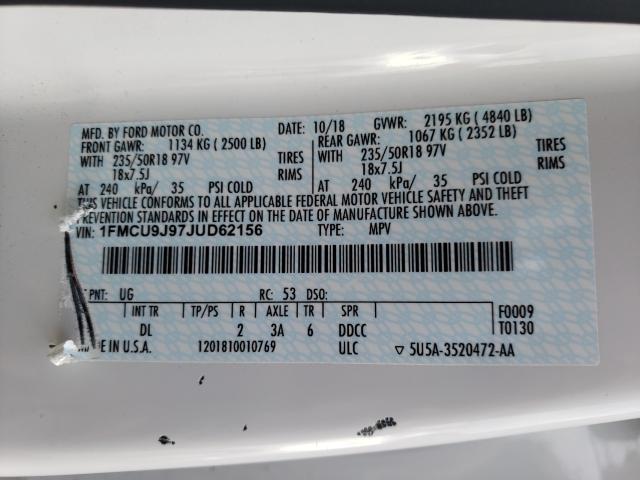 MFD. BY FORD MOTOR CO.
DATE: 10/18 GVWR: 2195 KG ( 4840 LB)
FRONT GAWR: 1134 KG ( 2500 LB)
REAR GAWR: 1067 KG ( 2352 LB)
WITH 235/50R18 97V TIRES
WITH 235/50R18 97V TIRES
18x7.5J RIMS
18x7.5J RIMS
AT 240 kPa/ 35 PSI COLD
AT 240 kPa/ 35 PSI COLD
THIS VEHICLE CONFORMS TO ALL APPLICABLE FEDERAL MOTOR VEHICLE SAFETY AND THEFT
PREVENTION STANDARDS IN EFFECT ON THE DATE OF MANUFACTURE SHOWN ABOVE.
VIN: 1FMCU9J97JUD62156 TYPE: MPV
PNT: UG RC: 53 DSO:
INT TR TP/PS R AXLE TR SPR F0009
DL 2 3A 6 DDCC T0130
IN U.S.A. 1201810010769 ULC ▽ 5U5A-3520472-AA